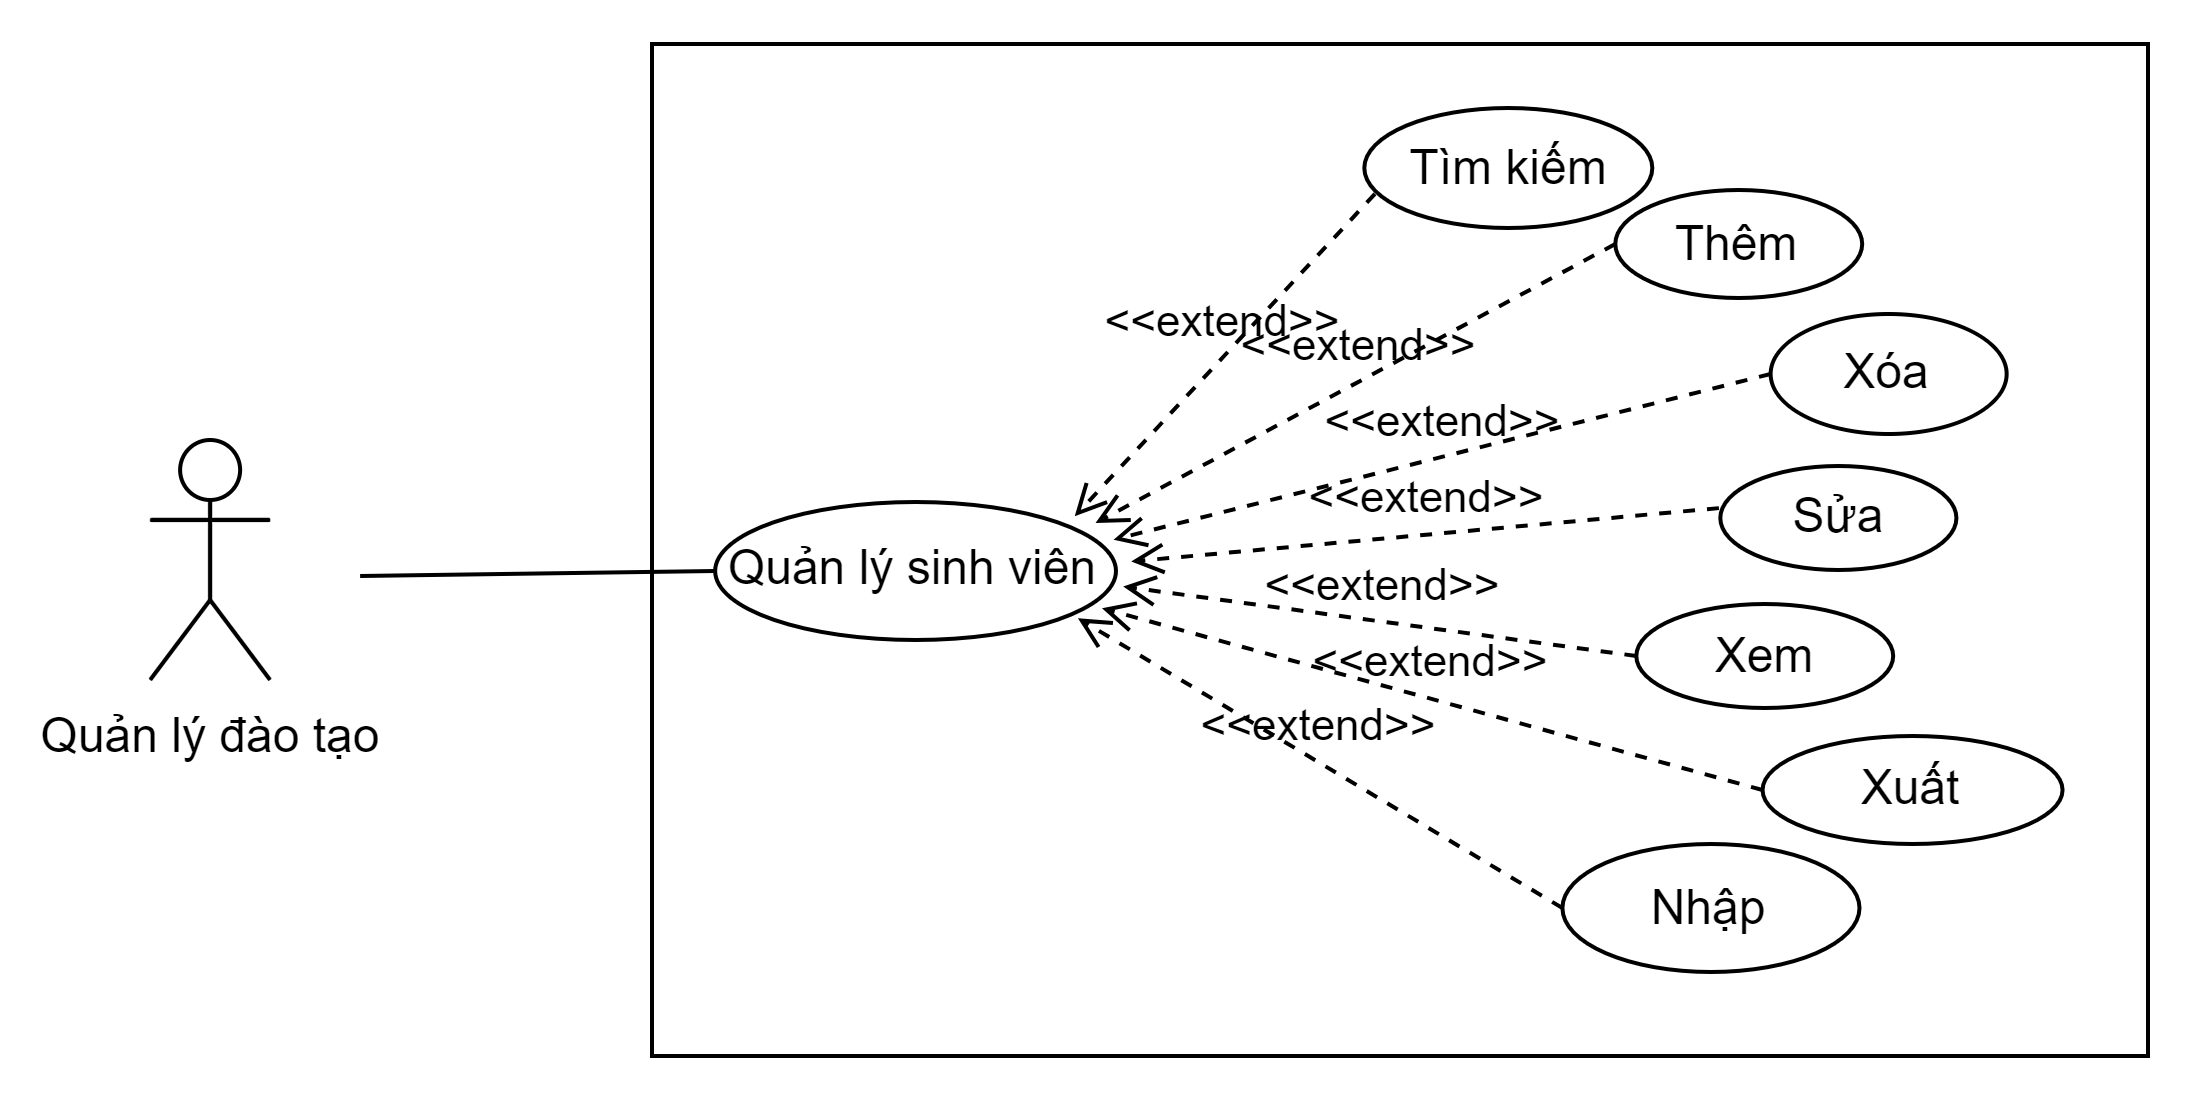 Tìm kiếm
Thêm
<<extend>>
<<extend>>
Xóa
<<extend>>
<<extend>>
Sửa
Quản lý sinh viên
<<extend>>
Xem
<<extend>>
Quản lý đào tạo
<<extend>>
Xuất
Nhập